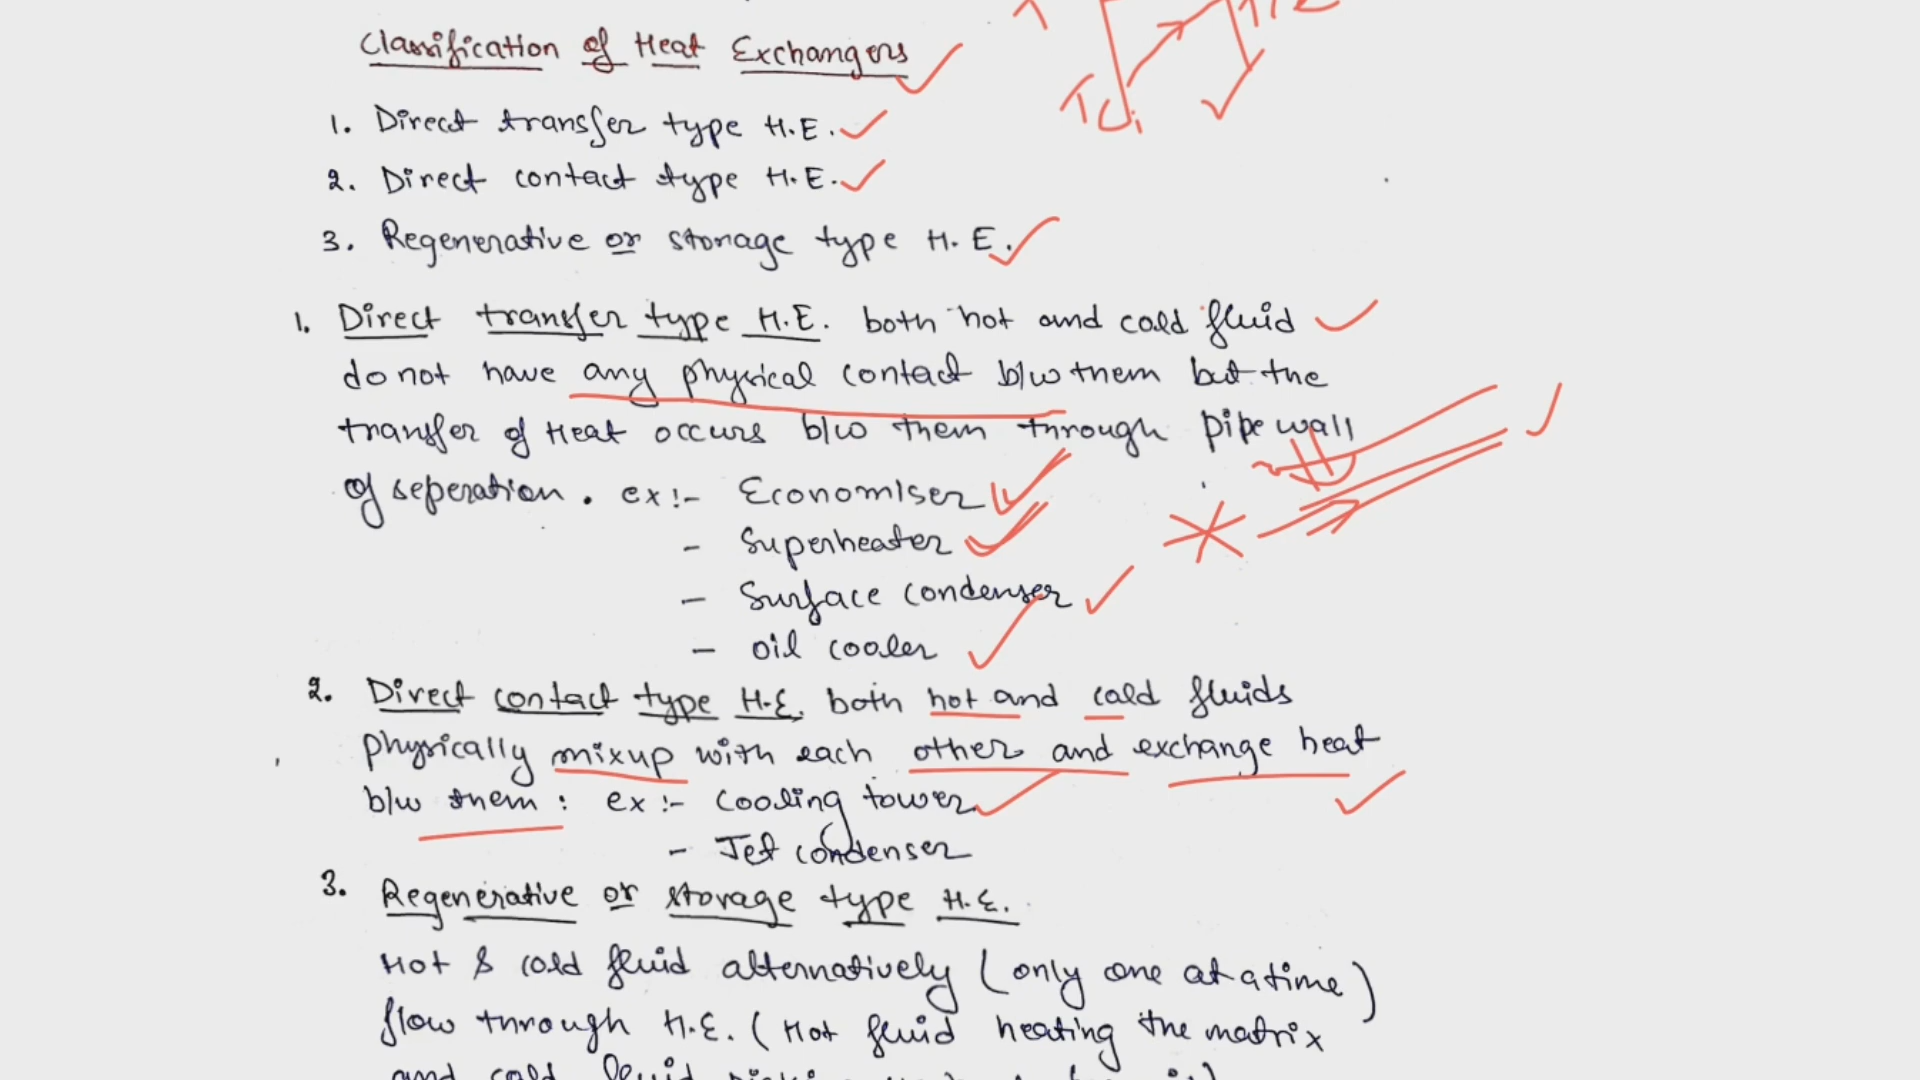 THE
Tci
Classification of Heat Exchangers
1. Direct transfer type H.E.
2. Direct contact type H.E.
3. Regenerative or storage type H.E.
1. Direct transfer type H.E. both hot and cold fluid
do not have any physical contact b/w them but the
transfer of Heat occurs b/w them through pipe wall
of seperation. ex:- Economiser
- Superheater
- Surface condenser
- oil cooler
2. Direct contact type H.E. both hot and cold fluids
physically mixup with each other and exchange heat
b/w them: ex:- Cooling tower
- Jet condenser
3. Regenerative or storage type H.E.
Hot & cold fluid alternatively (only one at a time)
flow through H.E. (Hot fluid heating the matrix
and cold fluid